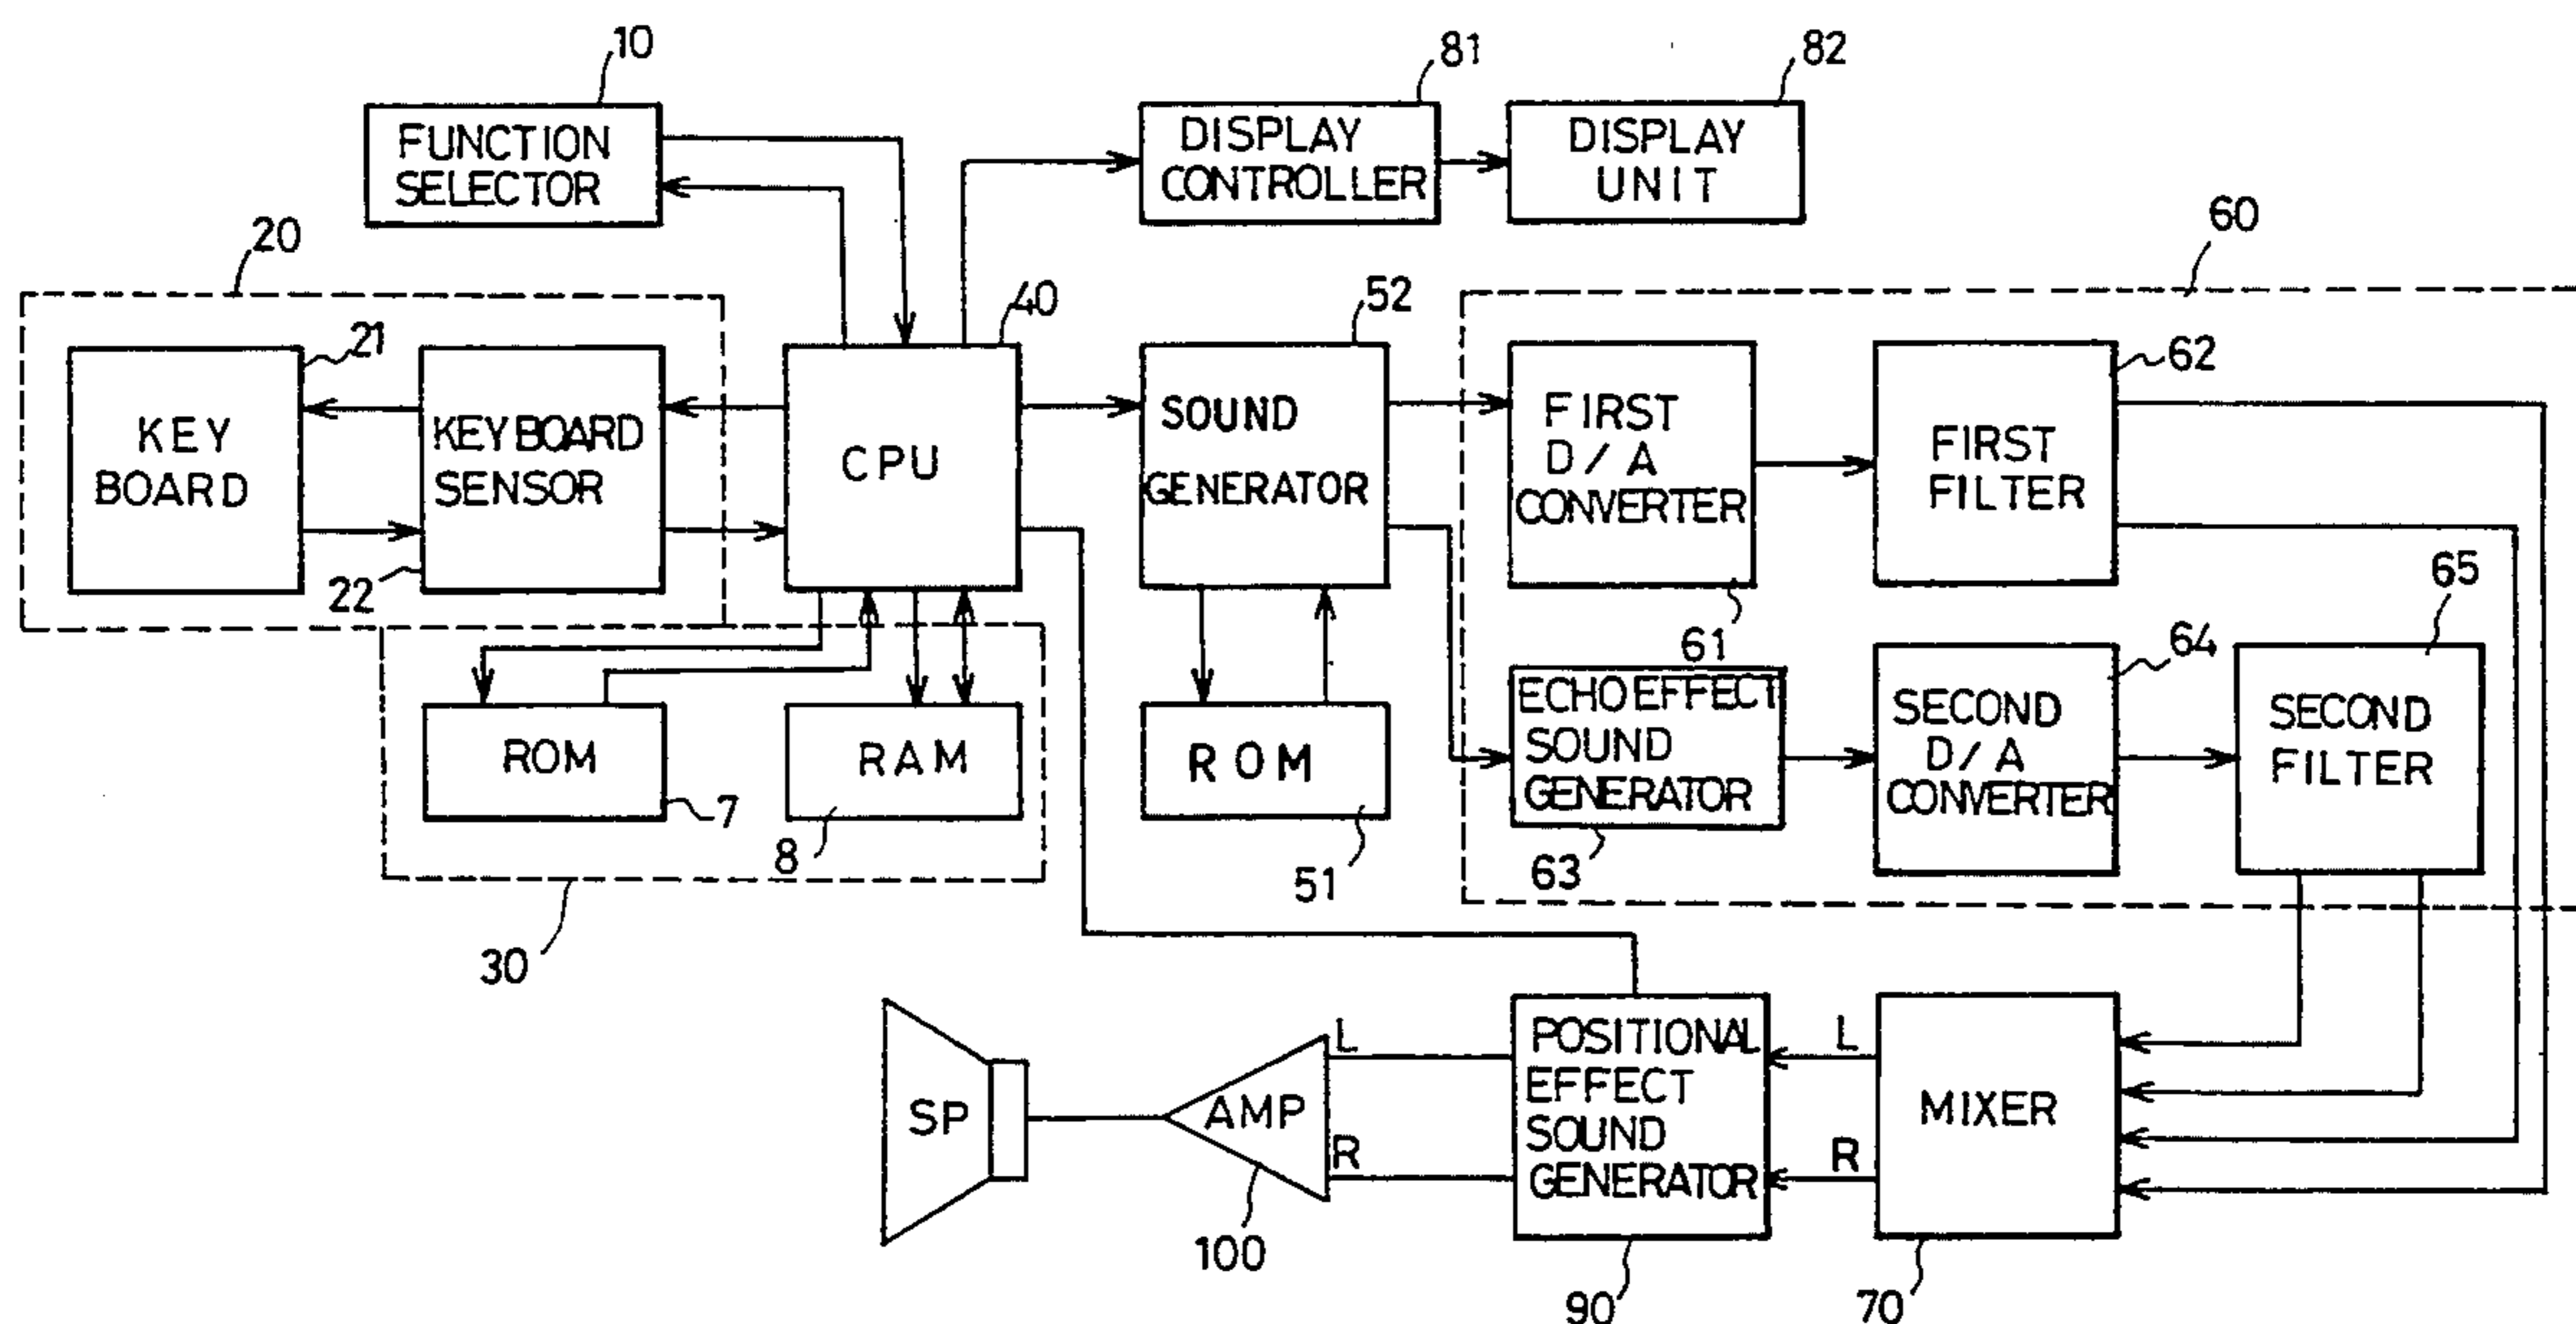 10
FUNCTION
SELECTOR
81
DISPLAY
CONTROLLER
82
DISPLAY
UNIT
20
21
KEY
BOARD
KEYBOARD
SENSOR
22
40
CPU
52
SOUND
GENERATOR
60
FIRST
D/A
CONVERTER
61
62
FIRST
FILTER
ROM
7
RAM
8
30
ROM
51
ECHO EFFECT
SOUND
GENERATOR
63
64
SECOND
D/A
CONVERTER
65
SECOND
FILTER
SP
AMP
100
L
R
POSITIONAL
EFFECT
SOUND
GENERATOR
90
L
R
MIXER
70